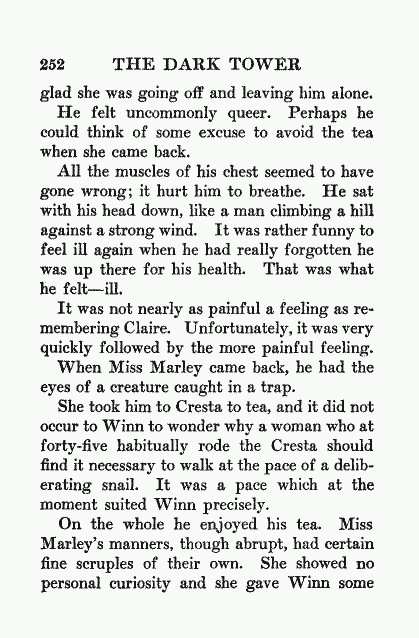 252 THE DARK TOWER
glad she was going off and leaving him alone.
He felt uncommonly queer. Perhaps he
could think of some excuse to avoid the tea
when she came back.
All the muscles of his chest seemed to have
gone wrong; it hurt him to breathe. He sat
with his head down, like a man climbing a hill
against a strong wind. It was rather funny to
feel ill again when he had really forgotten he
was up there for his health. That was what
he felt—ill.
It was not nearly as painful a feeling as re-
membering Claire. Unfortunately, it was very
quickly followed by the more painful feeling.
When Miss Marley came back, he had the
eyes of a creature caught in a trap.
She took him to Cresta to tea, and it did not
occur to Winn to wonder why a woman who at
forty-five habitually rode the Cresta should
find it necessary to walk at the pace of a delib-
erating snail. It was a pace which at the
moment suited Winn precisely.
On the whole he enjoyed his tea. Miss
Marley's manners, though abrupt, had certain
fine scruples of their own. She showed no
personal curiosity and she gave Winn some